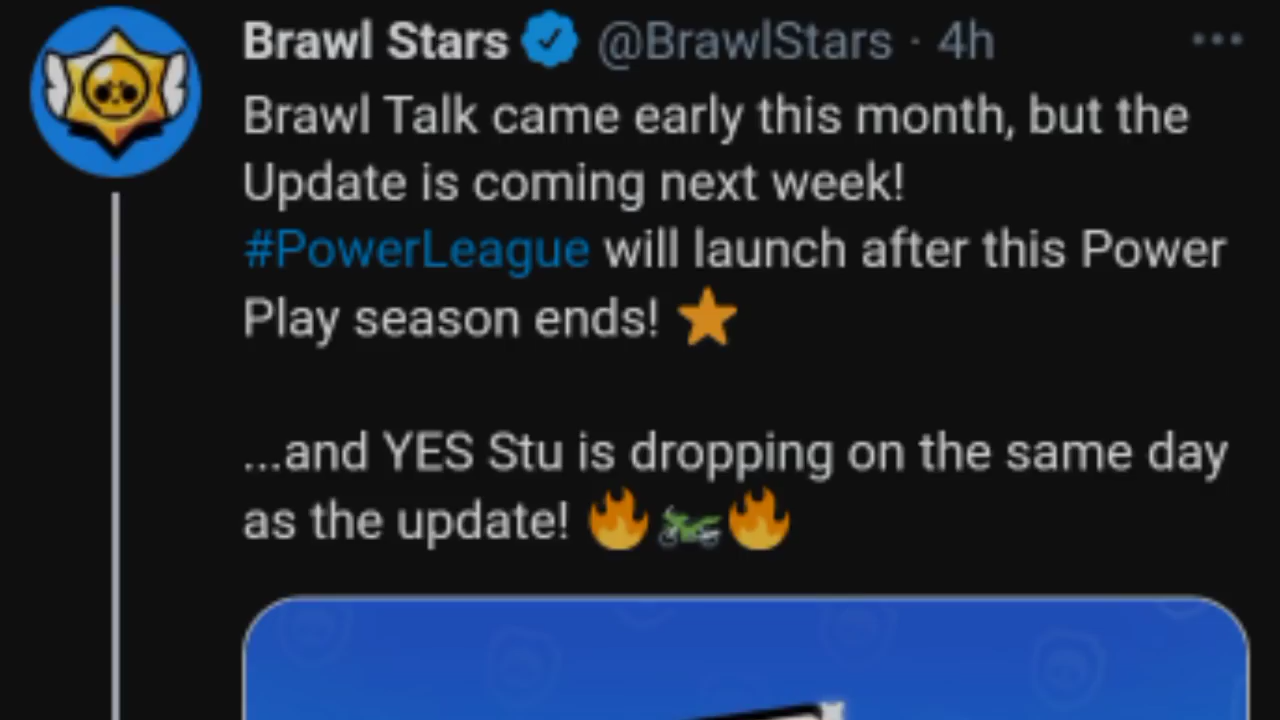 Brawl Stars @BrawlStars · 4h
Brawl Talk came early this month, but the
Update is coming next week!
#PowerLeague will launch after this Power
Play season ends! ⭐
...and YES Stu is dropping on the same day
as the update! 🔥🏍️🔥